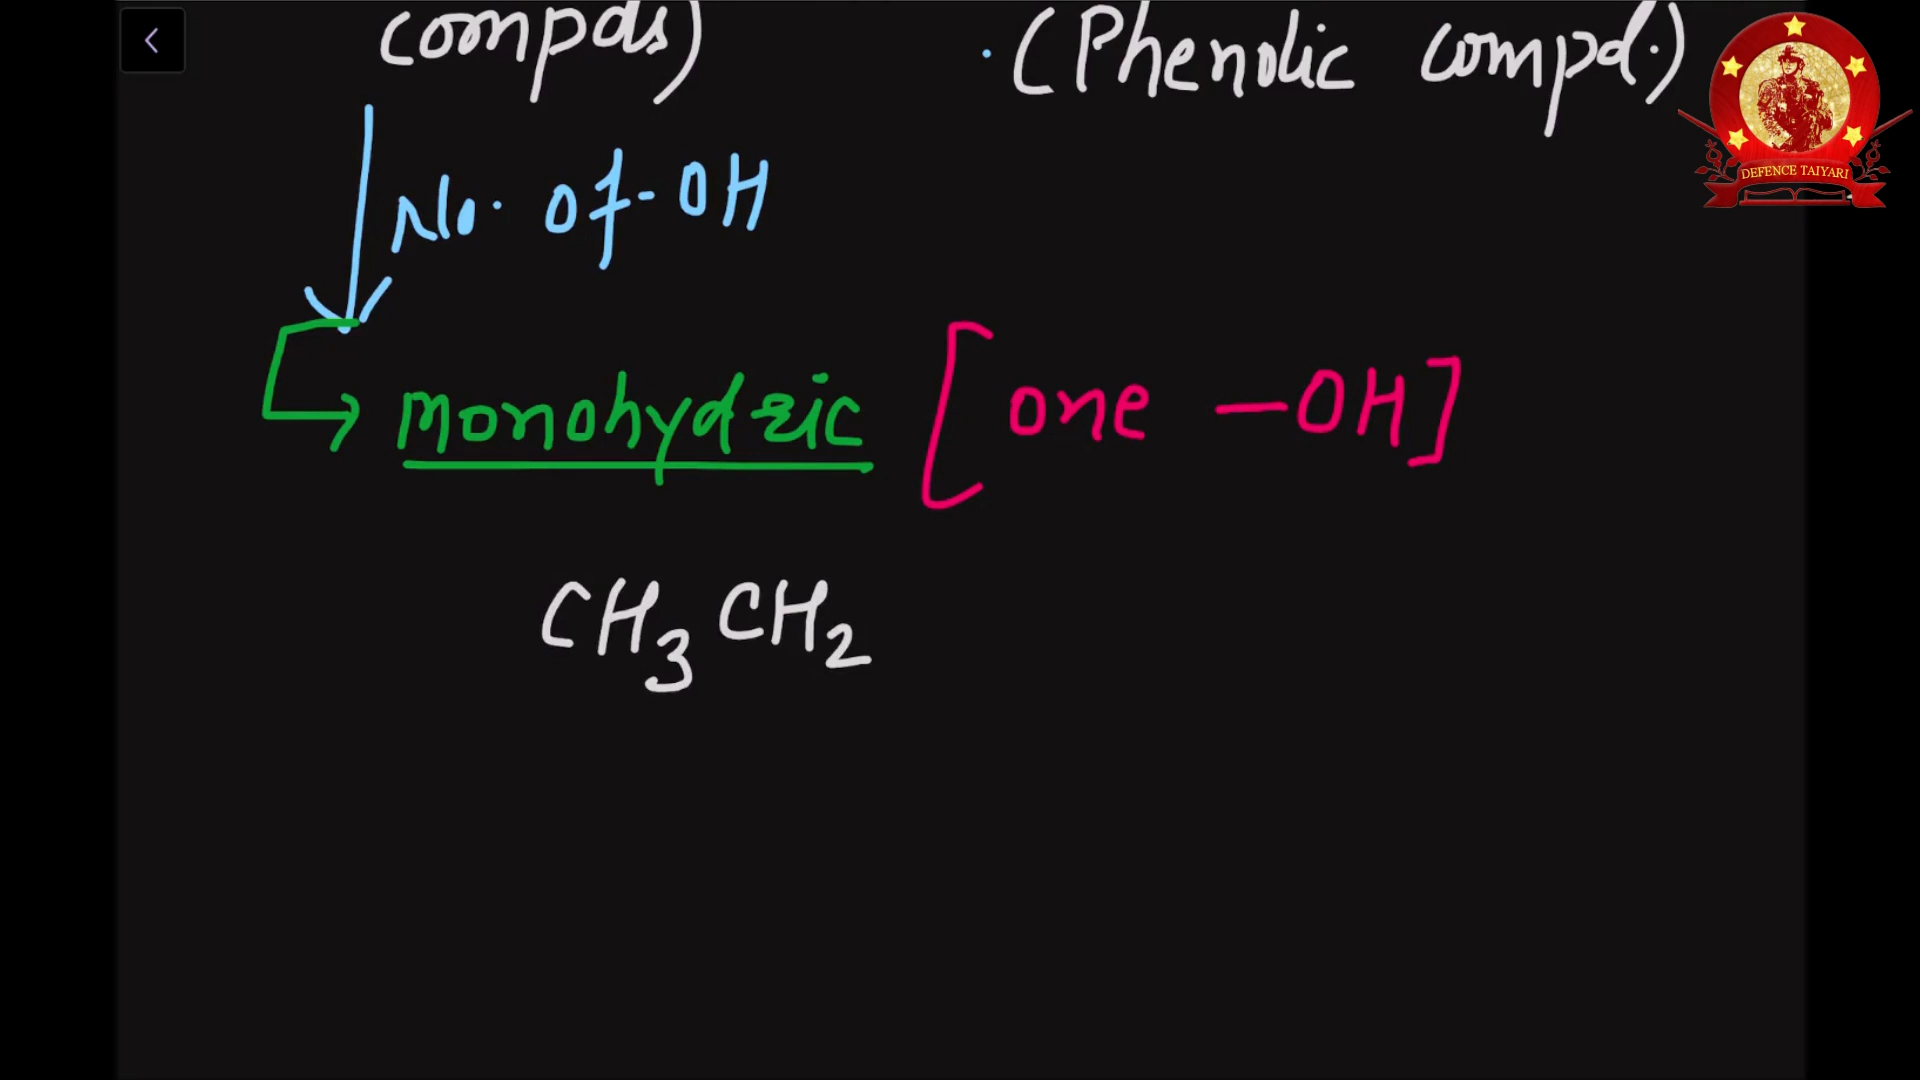 compds) (Phenolic compd.)
No. of -OH
monohydric [one -OH]
CH3CH2
DEFENCE TAIYARI